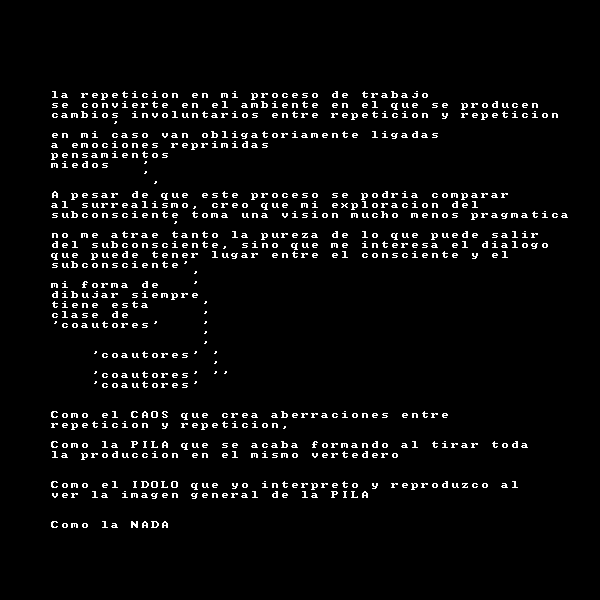 la repeticion en mi proceso de trabajo
se convierte en el ambiente en el que se producen
cambios involuntarios entre repeticion y repeticion
,
en mi caso van obligatoriamente ligadas
a emociones reprimidas
pensamientos
miedos ,
,
,
A pesar de que este proceso se podria comparar
al surrealismo, creo que mi exploracion del
subconsciente toma una vision mucho menos pragmatica
,
no me atrae tanto la pureza de lo que puede salir
del subconsciente, sino que me interesa el dialogo
que puede tener lugar entre el consciente y el
subconsciente'
,
mi forma de ,
dibujar siempre
tiene esta ,
clase de ,
'coautores' ,
,
,
'coautores' ,
,
'coautores' ''
'coautores'
Como el CAOS que crea aberraciones entre
repeticion y repeticion,
Como la PILA que se acaba formando al tirar toda
la produccion en el mismo vertedero
Como el IDOLO que yo interpreto y reproduzco al
ver la imagen general de la PILA
Como la NADA